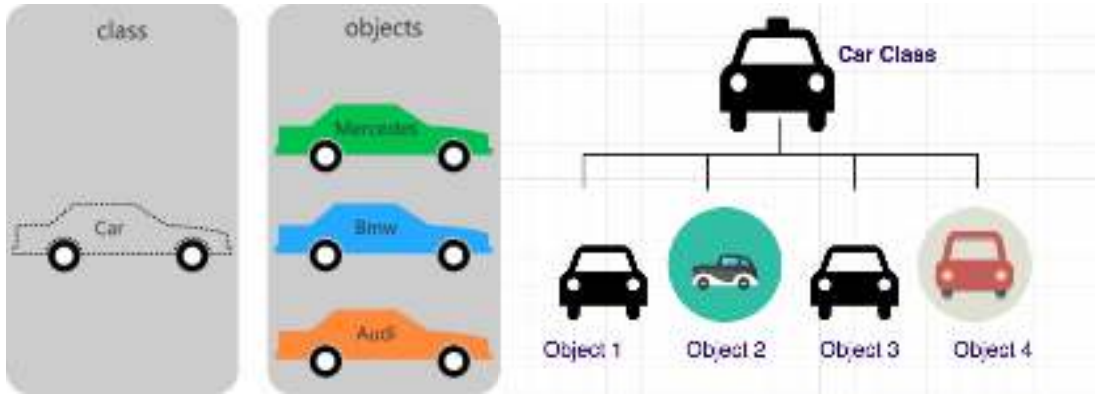 class
objects
Car
Mercedes
Bmw
Audi
Car Class
Object 1
Object 2
Object 3
Object 4